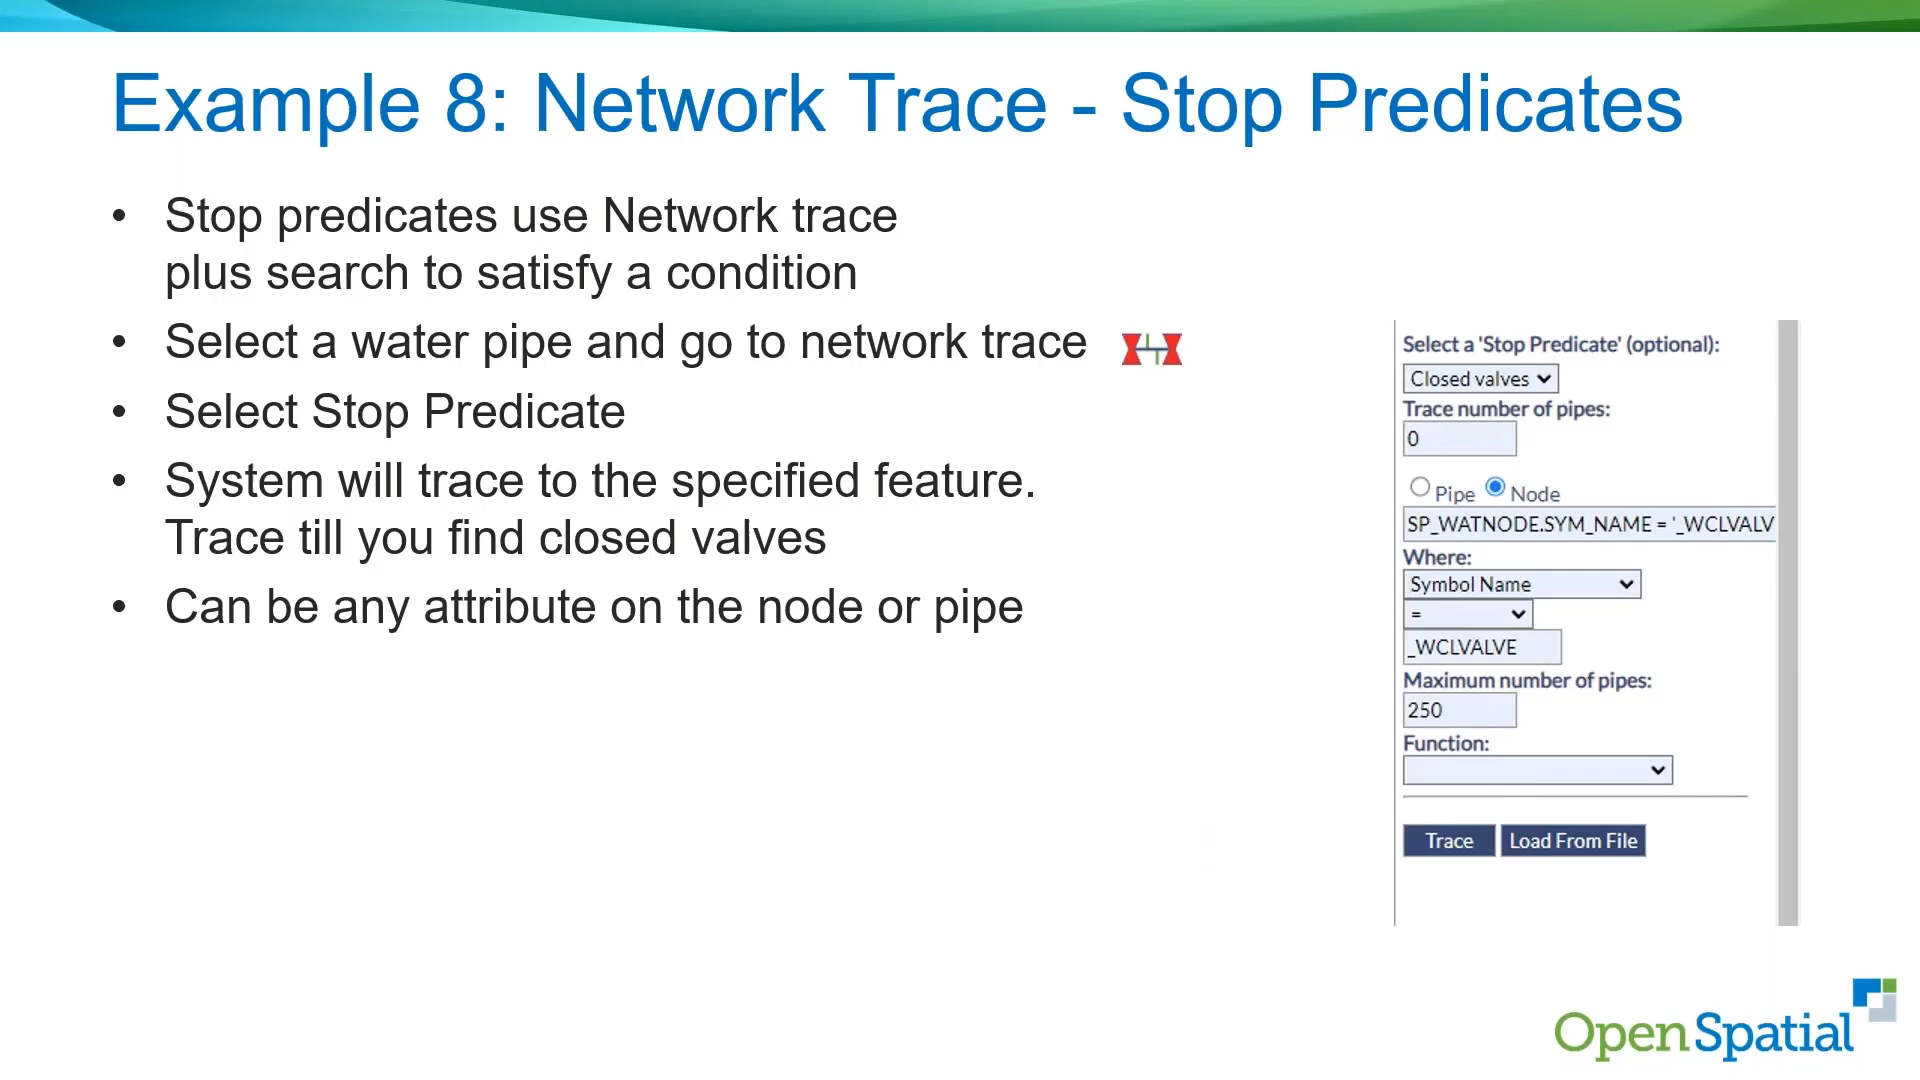 Example 8: Network Trace - Stop Predicates
• Stop predicates use Network trace
plus search to satisfy a condition
• Select a water pipe and go to network trace
• Select Stop Predicate
• System will trace to the specified feature.
Trace till you find closed valves
• Can be any attribute on the node or pipe
Select a 'Stop Predicate' (optional):
Closed valves
Trace number of pipes:
0
Pipe Node
SP_WATNODE.SYM_NAME = '_WCLVALV
Where:
Symbol Name
=
_WCLVALVE
Maximum number of pipes:
250
Function:
Trace Load From File
Open Spatial